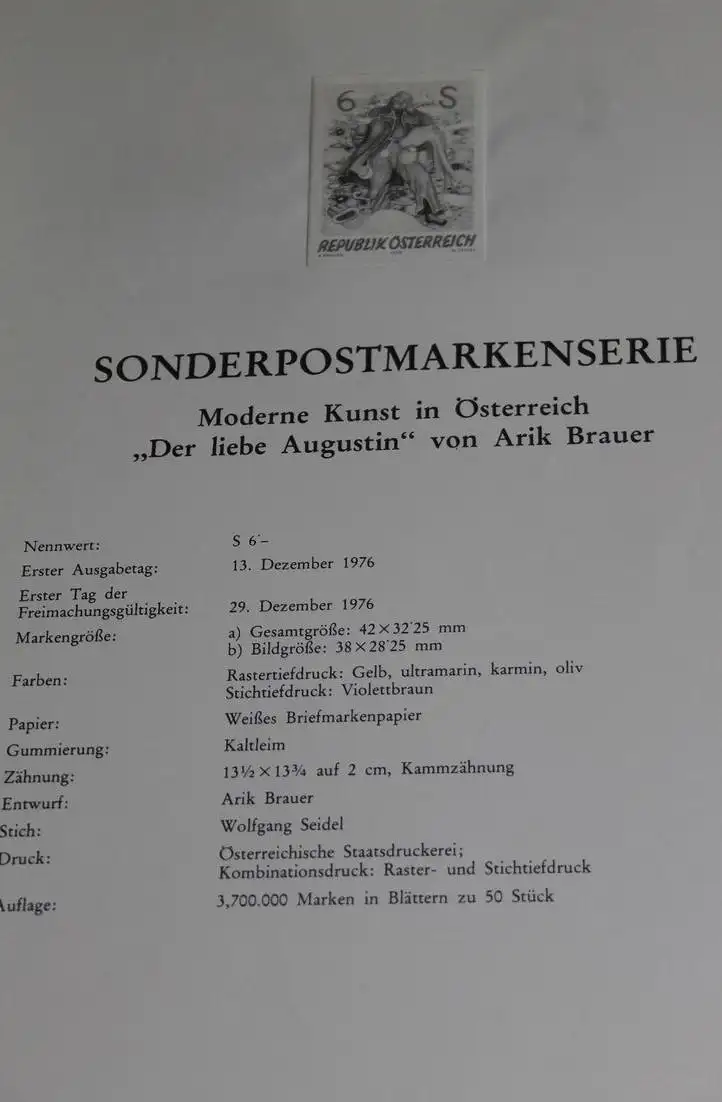 6 S
REPUBLIK ÖSTERREICH
SONDERPOSTMARKENSERIE
Moderne Kunst in Österreich
„Der liebe Augustin“ von Arik Brauer
Nennwert: S 6˙–
Erster Ausgabetag: 13. Dezember 1976
Erster Tag der
Freimachungsgültigkeit: 29. Dezember 1976
Markengröße: a) Gesamtgröße: 42×32˙25 mm
b) Bildgröße: 38×28˙25 mm
Farben: Rastertiefdruck: Gelb, ultramarin, karmin, oliv
Stichtiefdruck: Violettbraun
Papier: Weißes Briefmarkenpapier
Gummierung: Kaltleim
Zähnung: 13½×13¾ auf 2 cm, Kammzähnung
Entwurf: Arik Brauer
Stich: Wolfgang Seidel
Druck: Österreichische Staatsdruckerei;
Kombinationsdruck: Raster- und Stichtiefdruck
Auflage: 3,700.000 Marken in Blättern zu 50 Stück